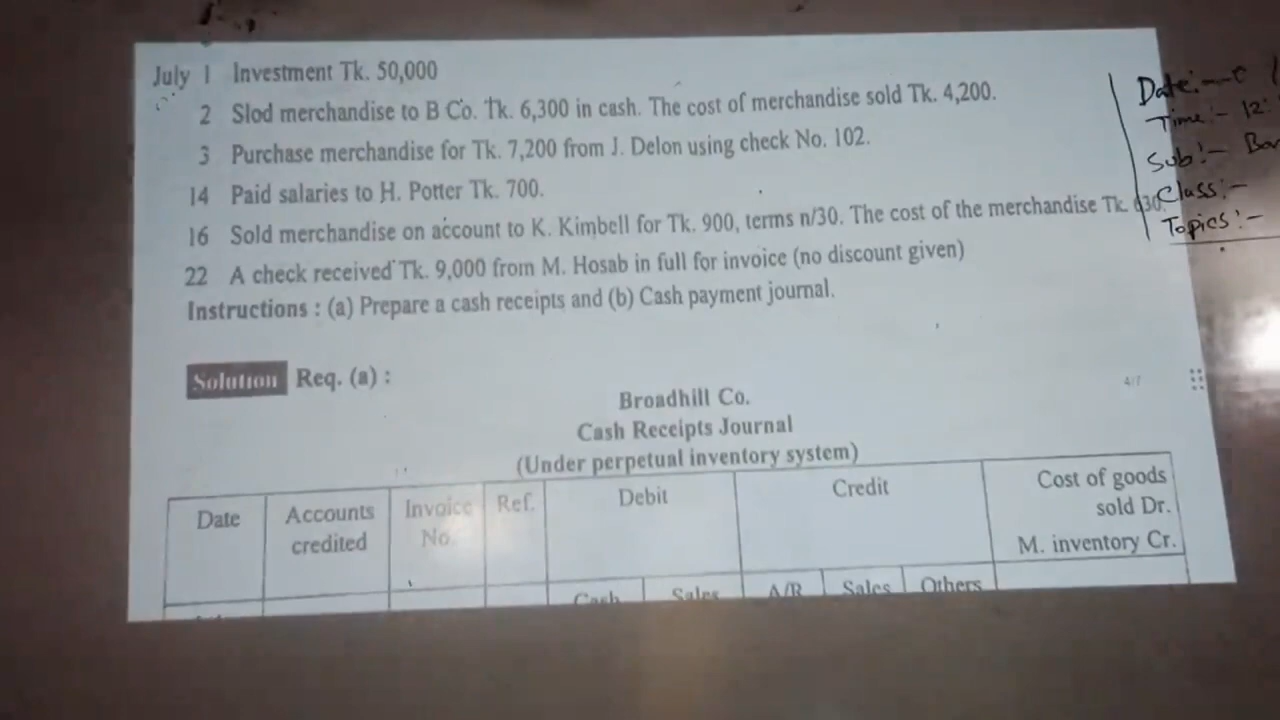 July 1 Investment Tk. 50,000
2 Slod merchandise to B Co. Tk. 6,300 in cash. The cost of merchandise sold Tk. 4,200.
3 Purchase merchandise for Tk. 7,200 from J. Delon using check No. 102.
14 Paid salaries to H. Potter Tk. 700.
16 Sold merchandise on account to K. Kimbell for Tk. 900, terms n/30. The cost of the merchandise Tk. 630.
22 A check received Tk. 9,000 from M. Hosab in full for invoice (no discount given)
Instructions : (a) Prepare a cash receipts and (b) Cash payment journal.
Date:-
Time:- 12:
Sub:-
Class:-
Topics:-
Solution Req. (a) :
4/7
Broadhill Co.
Cash Receipts Journal
(Under perpetual inventory system)
Date
Accounts
credited
Invoice
No.
Ref.
Debit
Credit
Cost of goods
sold Dr.
M. inventory Cr.
Cash Sales A/R Sales Others